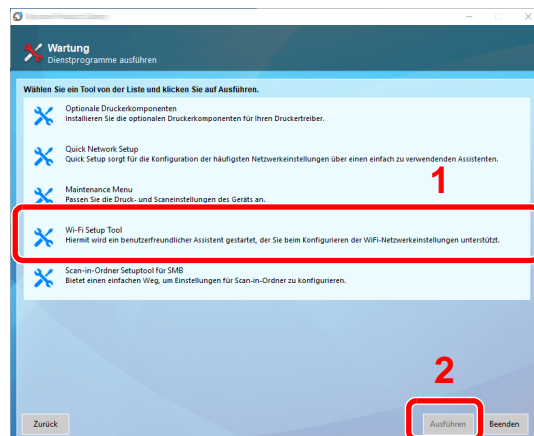 Wartung
Dienstprogramme ausführen
Wählen Sie ein Tool von der Liste und klicken Sie auf Ausführen.
Optionale Druckerkomponenten
Installieren Sie die optionalen Druckerkomponenten für Ihren Druckertreiber.
Quick Network Setup
Quick Setup sorgt für die Konfiguration der häufigsten Netzwerkeinstellungen über einen einfach zu verwendenden Assistenten.
1
Maintenance Menu
Passen Sie die Druck- und Scaneinstellungen des Geräts an.
Wi-Fi Setup Tool
Hiermit wird ein benutzerfreundlicher Assistent gestartet, der Sie beim Konfigurieren der WiFi-Netzwerkeinstellungen unterstützt.
Scan-in-Ordner Setuptool für SMB
Bietet einen einfachen Weg, um Einstellungen für Scan-in-Ordner zu konfigurieren.
2
Zurück Ausführen Beenden